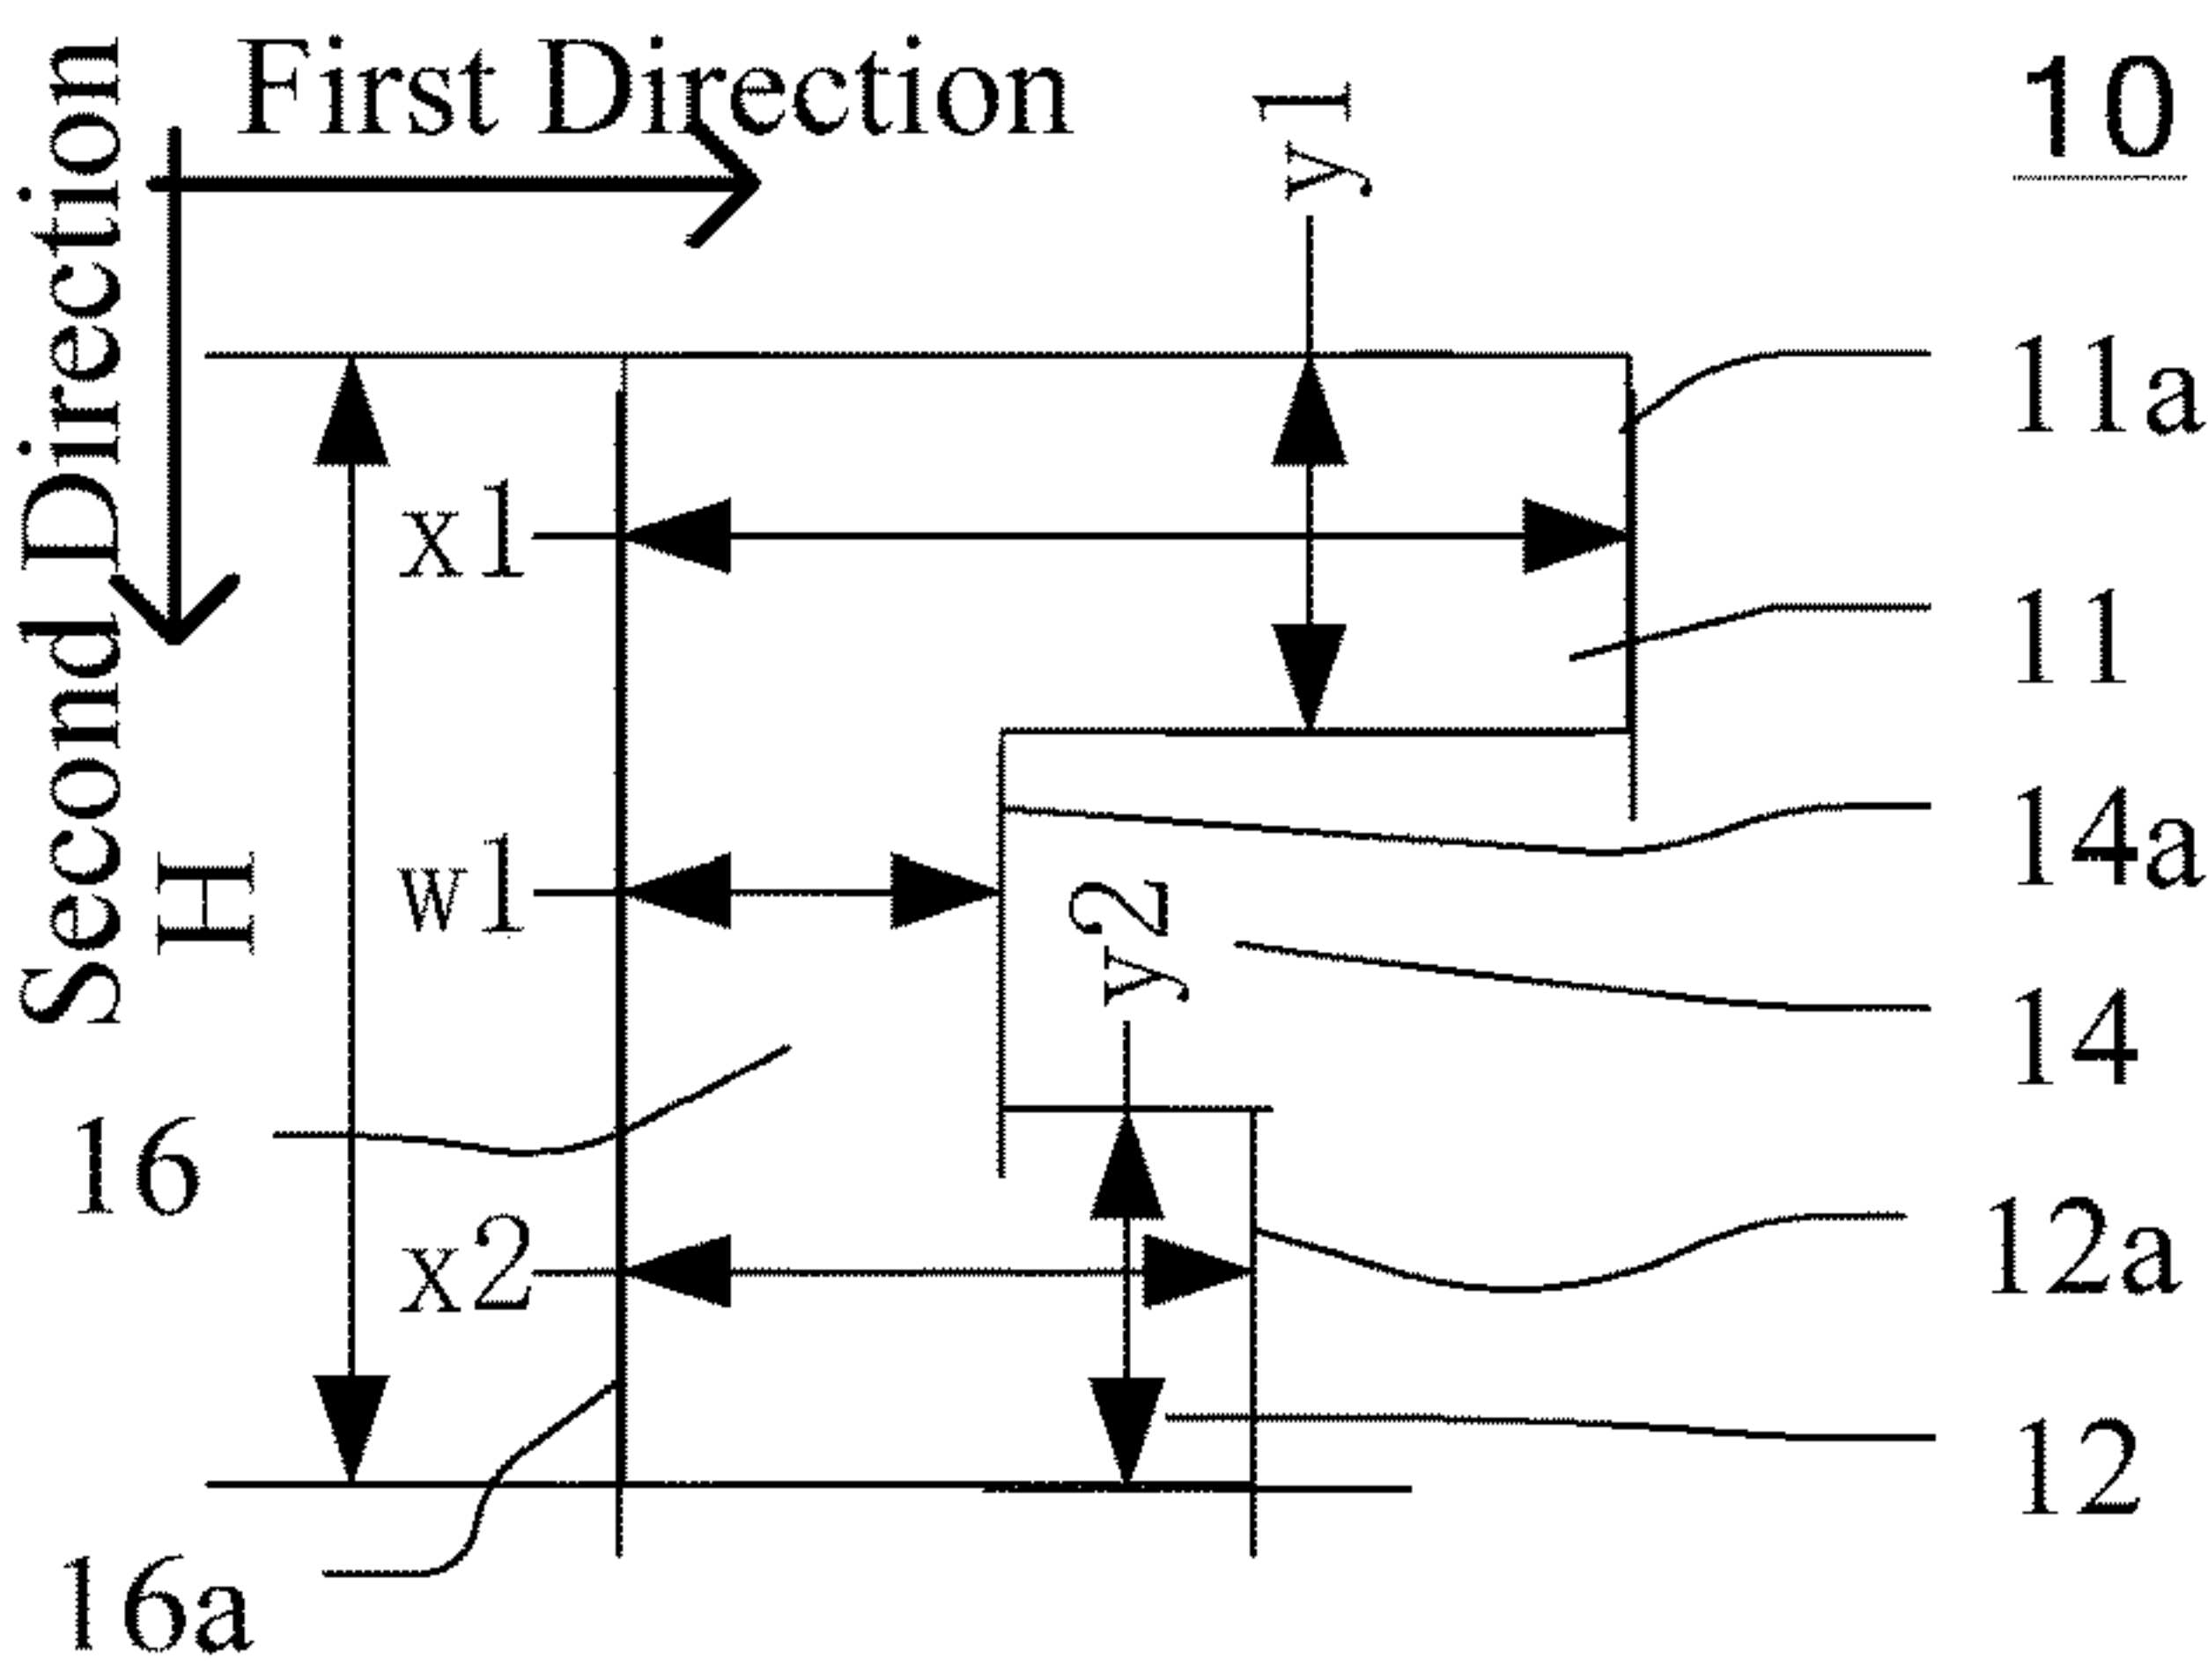 First Direction
Second Direction
10
y1
11a
x1
11
14a
w1
H
y2
14
16
12a
x2
12
16a